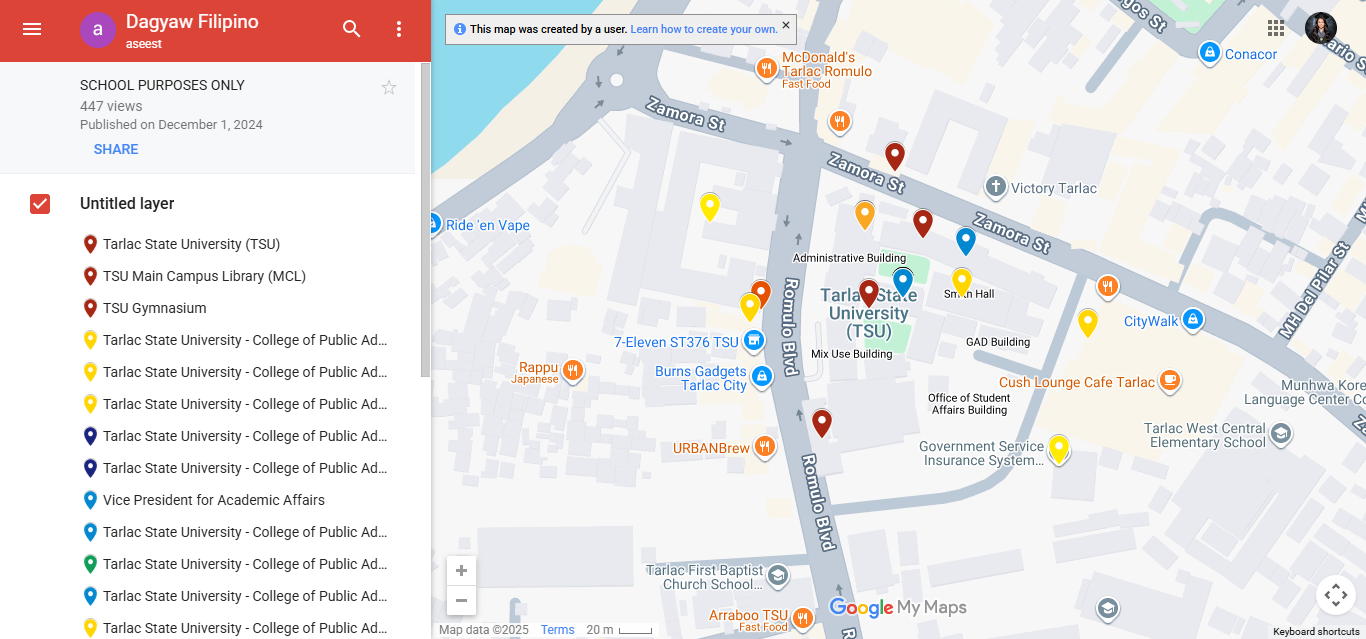 a
Dagyaw Filipino
aseest
SCHOOL PURPOSES ONLY
447 views
Published on December 1, 2024
SHARE
Untitled layer
Tarlac State University (TSU)
TSU Main Campus Library (MCL)
TSU Gymnasium
Tarlac State University - College of Public Ad...
Tarlac State University - College of Public Ad...
Tarlac State University - College of Public Ad...
Tarlac State University - College of Public Ad...
Tarlac State University - College of Public Ad...
Vice President for Academic Affairs
Tarlac State University - College of Public Ad...
Tarlac State University - College of Public Ad...
Tarlac State University - College of Public Ad...
Tarlac State University - College of Public Ad...
This map was created by a user. Learn how to create your own.
McDonald's
Tarlac Romulo
Fast Food
Conacor
Zamora St
Zamora St
Zamora St
Victory Tarlac
Ride 'en Vape
Administrative Building
Smith Hall
Tarlac State
University
(TSU)
Romulo Blvd
MH Del Pilar St
CityWalk
7-Eleven ST376 TSU
GAD Building
Mix Use Building
Rappu
Japanese
Burns Gadgets
Tarlac City
Cush Lounge Cafe Tarlac
Munhwa Kore
Language Center Co
Office of Student
Affairs Building
Tarlac West Central
Elementary School
URBANBrew
Government Service
Insurance System...
Romulo Blvd
Tarlac First Baptist
Church School...
Arraboo TSU
Fast Food
Google My Maps
Map data ©2025
Terms
20 m
Keyboard shortcuts